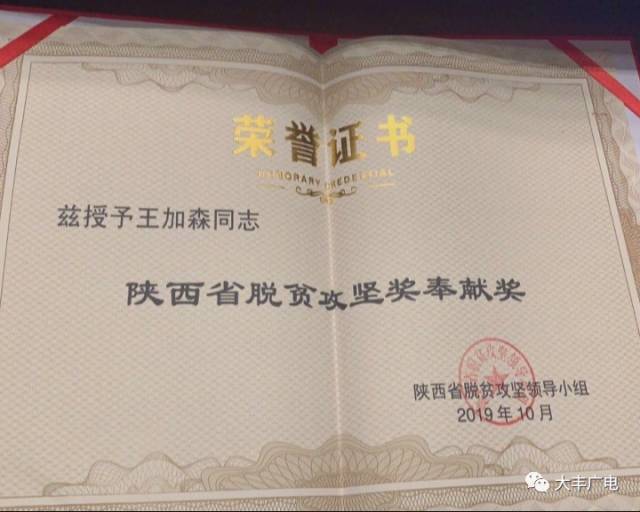 荣誉证书
HONORARY CREDENTIAL
兹授予王加森同志
陕西省脱贫攻坚奖奉献奖
陕西省脱贫攻坚领导小组
2019年10月
大丰广电